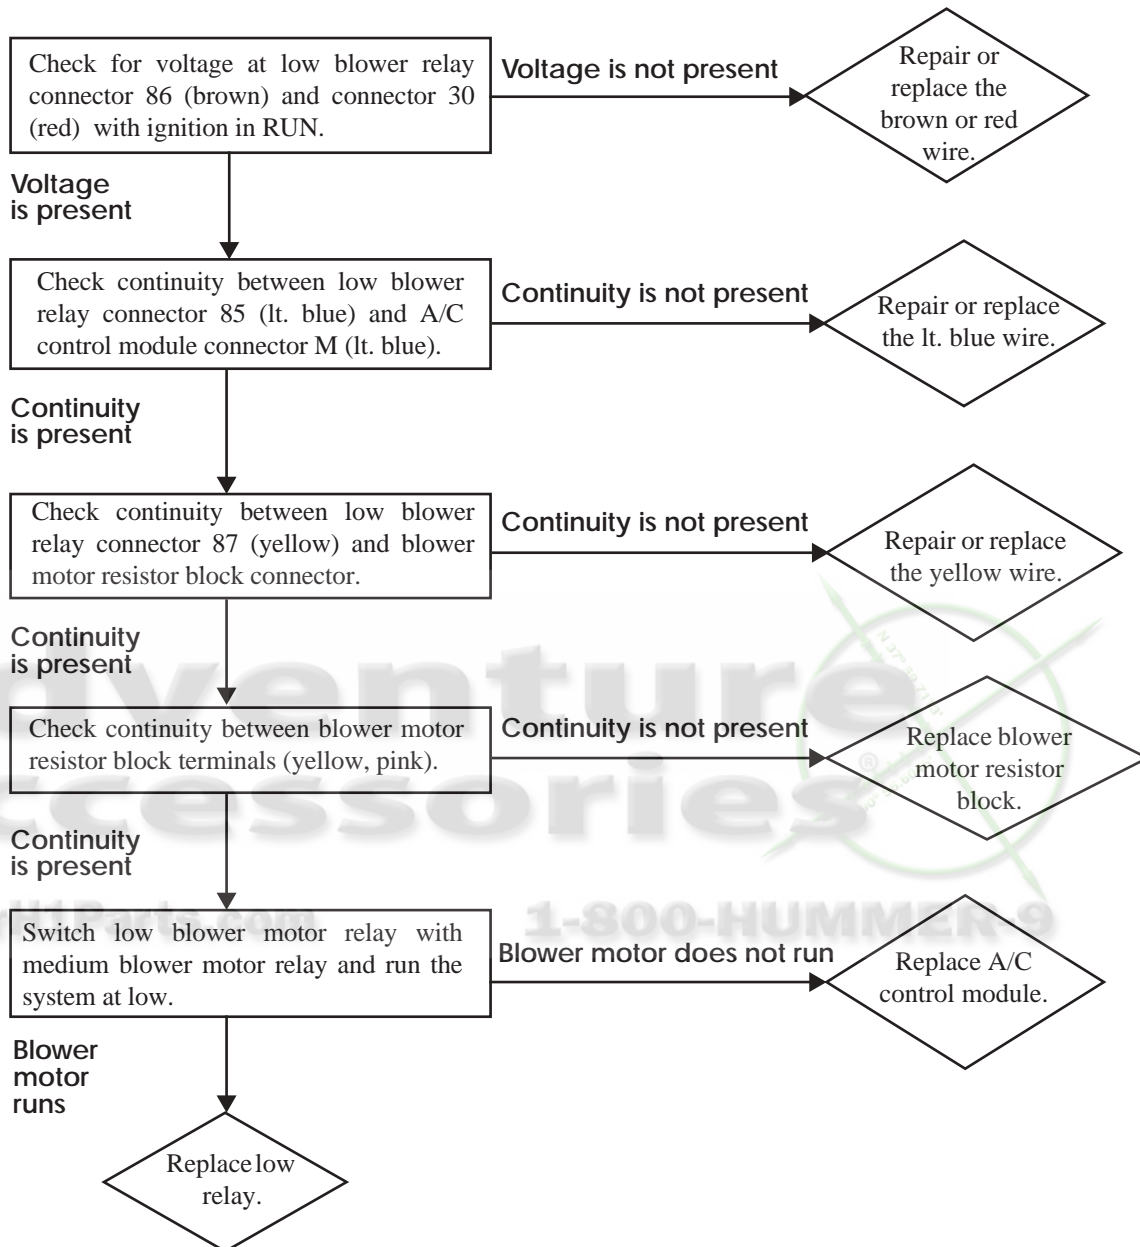 Check for voltage at low blower relay
connector 86 (brown) and connector 30
(red) with ignition in RUN.
Voltage is not present
Repair or
replace the
brown or red
wire.
Voltage
is present
Check continuity between low blower
relay connector 85 (lt. blue) and A/C
control module connector M (lt. blue).
Continuity is not present
Repair or replace
the lt. blue wire.
Continuity
is present
Check continuity between low blower
relay connector 87 (yellow) and blower
motor resistor block connector.
Continuity is not present
Repair or replace
the yellow wire.
Continuity
is present
Check continuity between blower motor
resistor block terminals (yellow, pink).
Continuity is not present
Replace blower
motor resistor
block.
Continuity
is present
Switch low blower motor relay with
medium blower motor relay and run the
system at low.
Blower motor does not run
Replace A/C
control module.
Blower
motor
runs
Replace low
relay.
dventure
ccessories
®
H1Parts.com
1-800-HUMMER-9